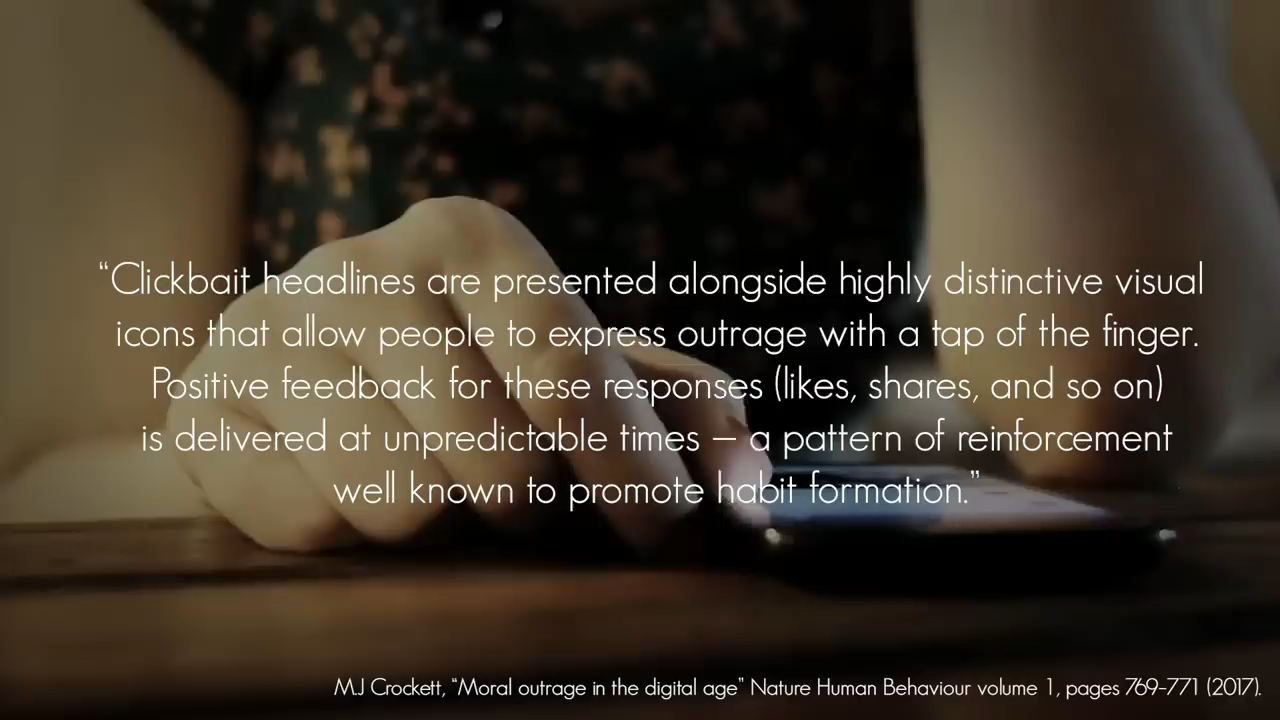 “Clickbait headlines are presented alongside highly distinctive visual
icons that allow people to express outrage with a tap of the finger.
Positive feedback for these responses (likes, shares, and so on)
is delivered at unpredictable times – a pattern of reinforcement
well known to promote habit formation.”
M.J Crockett, “Moral outrage in the digital age” Nature Human Behaviour volume 1, pages 769-771 (2017).